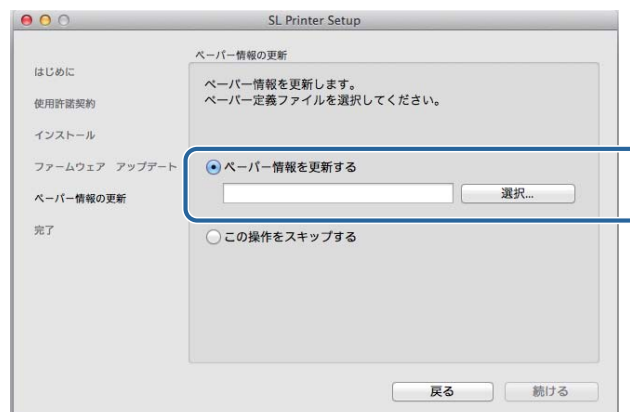 SL Printer Setup
はじめに
使用許諾契約
インストール
ファームウェア アップデート
ペーパー情報の更新
完了
ペーパー情報の更新
ペーパー情報を更新します。
ペーパー定義ファイルを選択してください。
ペーパー情報を更新する
選択...
この操作をスキップする
戻る
続ける